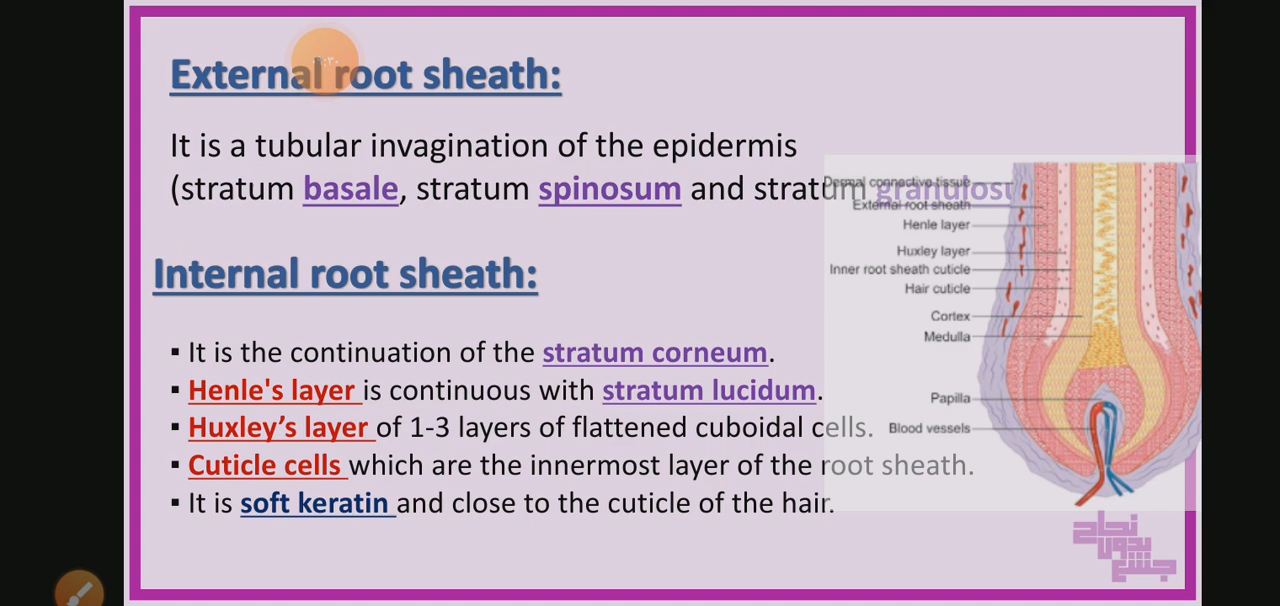 External root sheath:
It is a tubular invagination of the epidermis
(stratum basale, stratum spinosum and stratum
Internal root sheath:
▪ It is the continuation of the stratum corneum.
▪ Henle's layer is continuous with stratum lucidum.
▪ Huxley’s layer of 1-3 layers of flattened cuboidal cells.
▪ Cuticle cells which are the innermost layer of the root sheath.
▪ It is soft keratin and close to the cuticle of the hair.
Dermal connective tissue
External root sheath
Henle layer
Huxley layer
Inner root sheath cuticle
Hair cuticle
Cortex
Medulla
Papilla
Blood vessels
نجاح
بدون
جشع